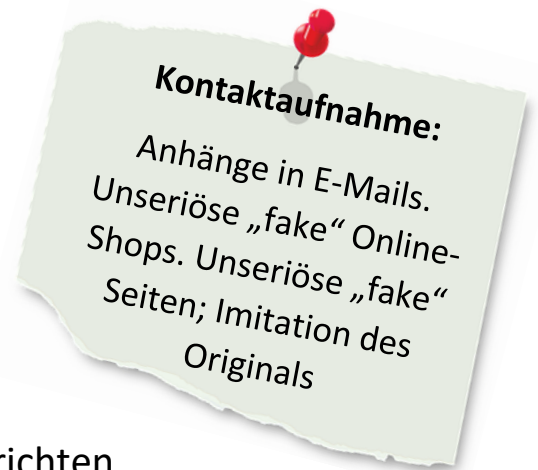 Kontaktaufnahme:
Anhänge in E-Mails.
Unseriöse „fake“ Online-
Shops. Unseriöse „fake“
Seiten; Imitation des
Originals